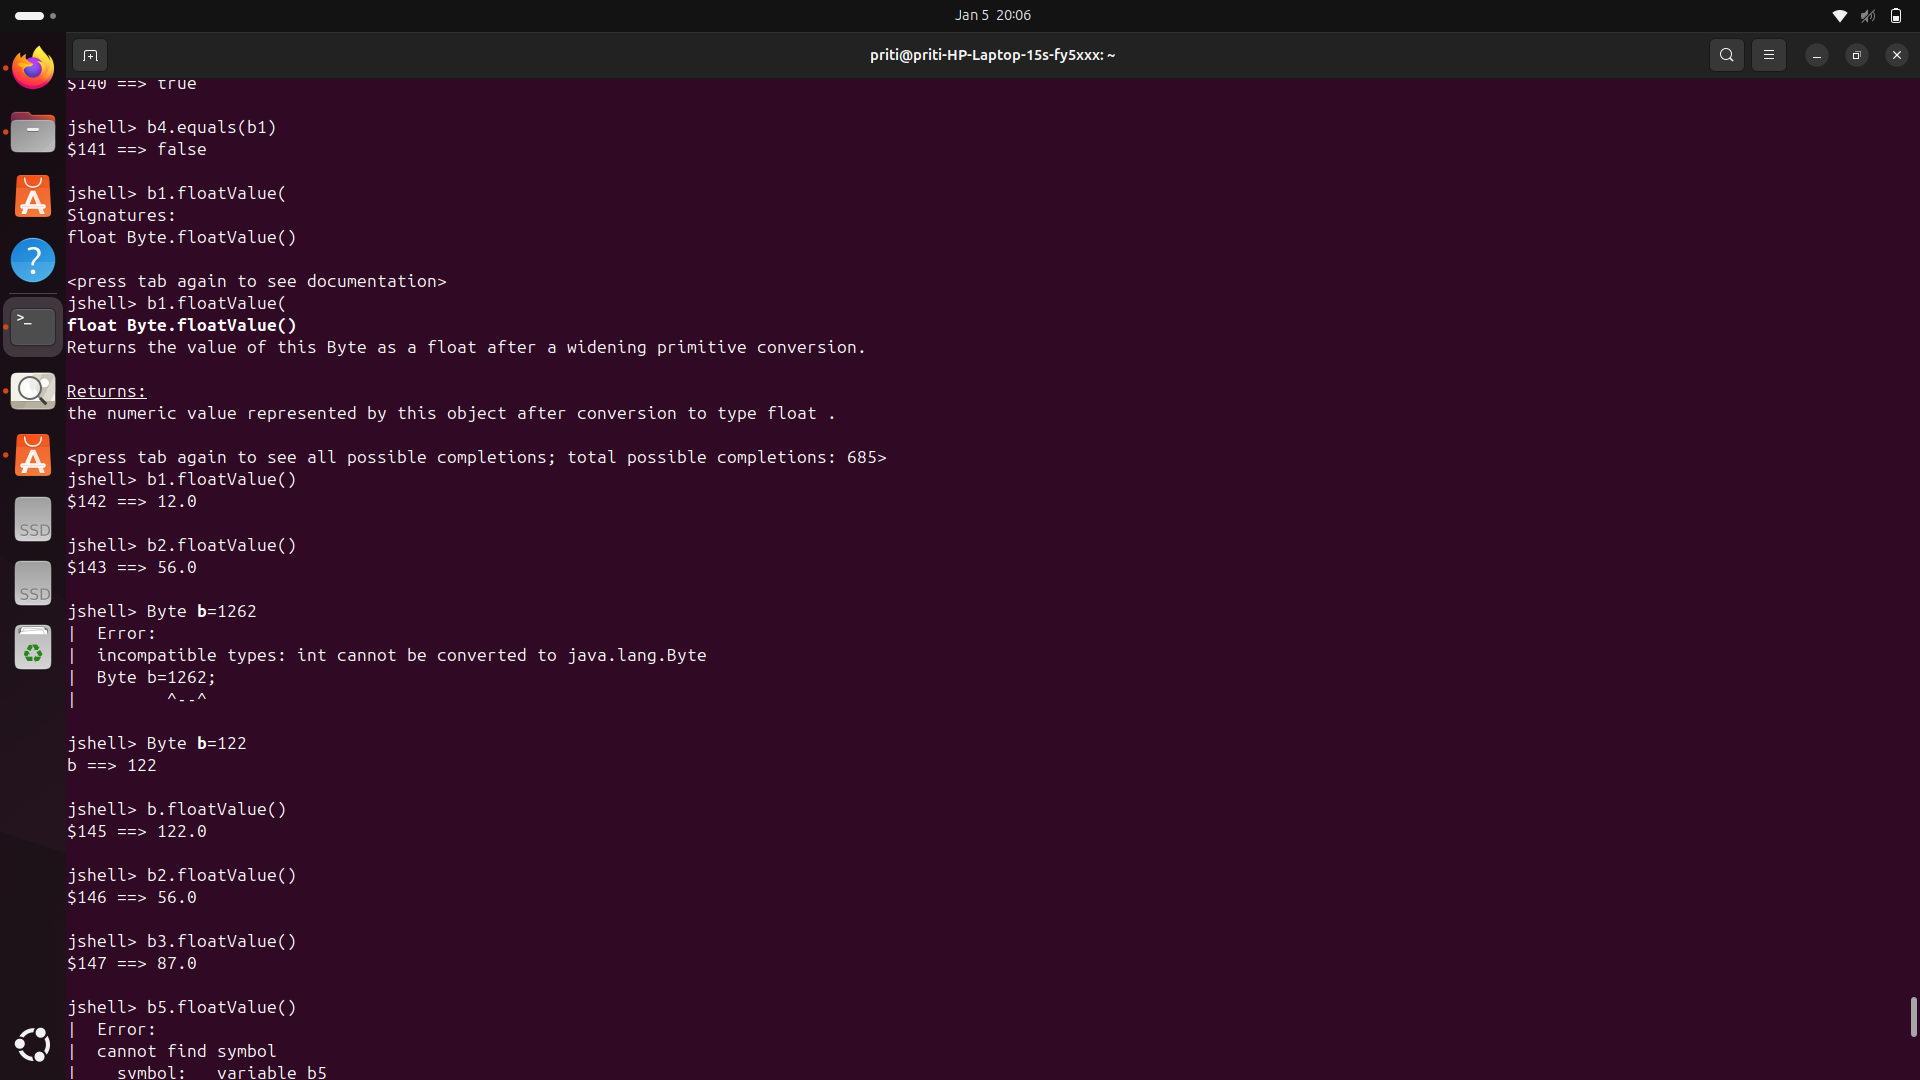 Jan 5 20:06
priti@priti-HP-Laptop-15s-fy5xxx: ~
$140 ==> true
jshell> b4.equals(b1)
$141 ==> false
jshell> b1.floatValue(
Signatures:
float Byte.floatValue()
<press tab again to see documentation>
jshell> b1.floatValue(
float Byte.floatValue()
Returns the value of this Byte as a float after a widening primitive conversion.
Returns:
the numeric value represented by this object after conversion to type float .
<press tab again to see all possible completions; total possible completions: 685>
jshell> b1.floatValue()
$142 ==> 12.0
jshell> b2.floatValue()
$143 ==> 56.0
jshell> Byte b=1262
|  Error:
|  incompatible types: int cannot be converted to java.lang.Byte
|  Byte b=1262;
|         ^--^
jshell> Byte b=122
b ==> 122
jshell> b.floatValue()
$145 ==> 122.0
jshell> b2.floatValue()
$146 ==> 56.0
jshell> b3.floatValue()
$147 ==> 87.0
jshell> b5.floatValue()
|  Error:
|  cannot find symbol
|    symbol:   variable b5
SSD
SSD